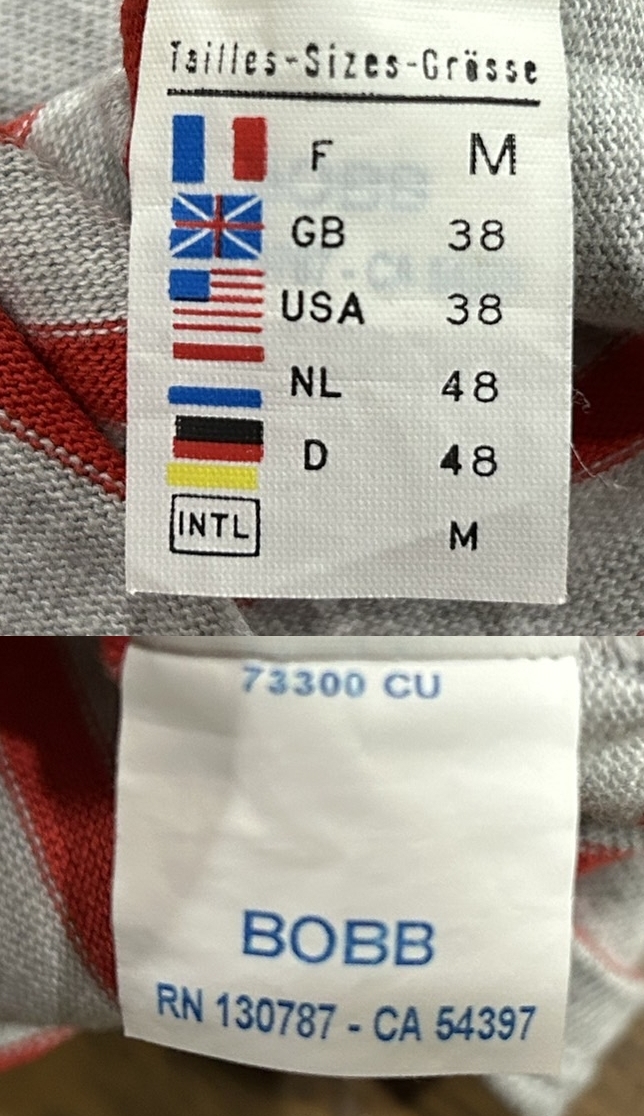 Tailles-Sizes-Grösse
F M
GB 38
USA 38
NL 48
D 48
INTL M
73300 CU
BOBB
RN 130787 - CA 54397